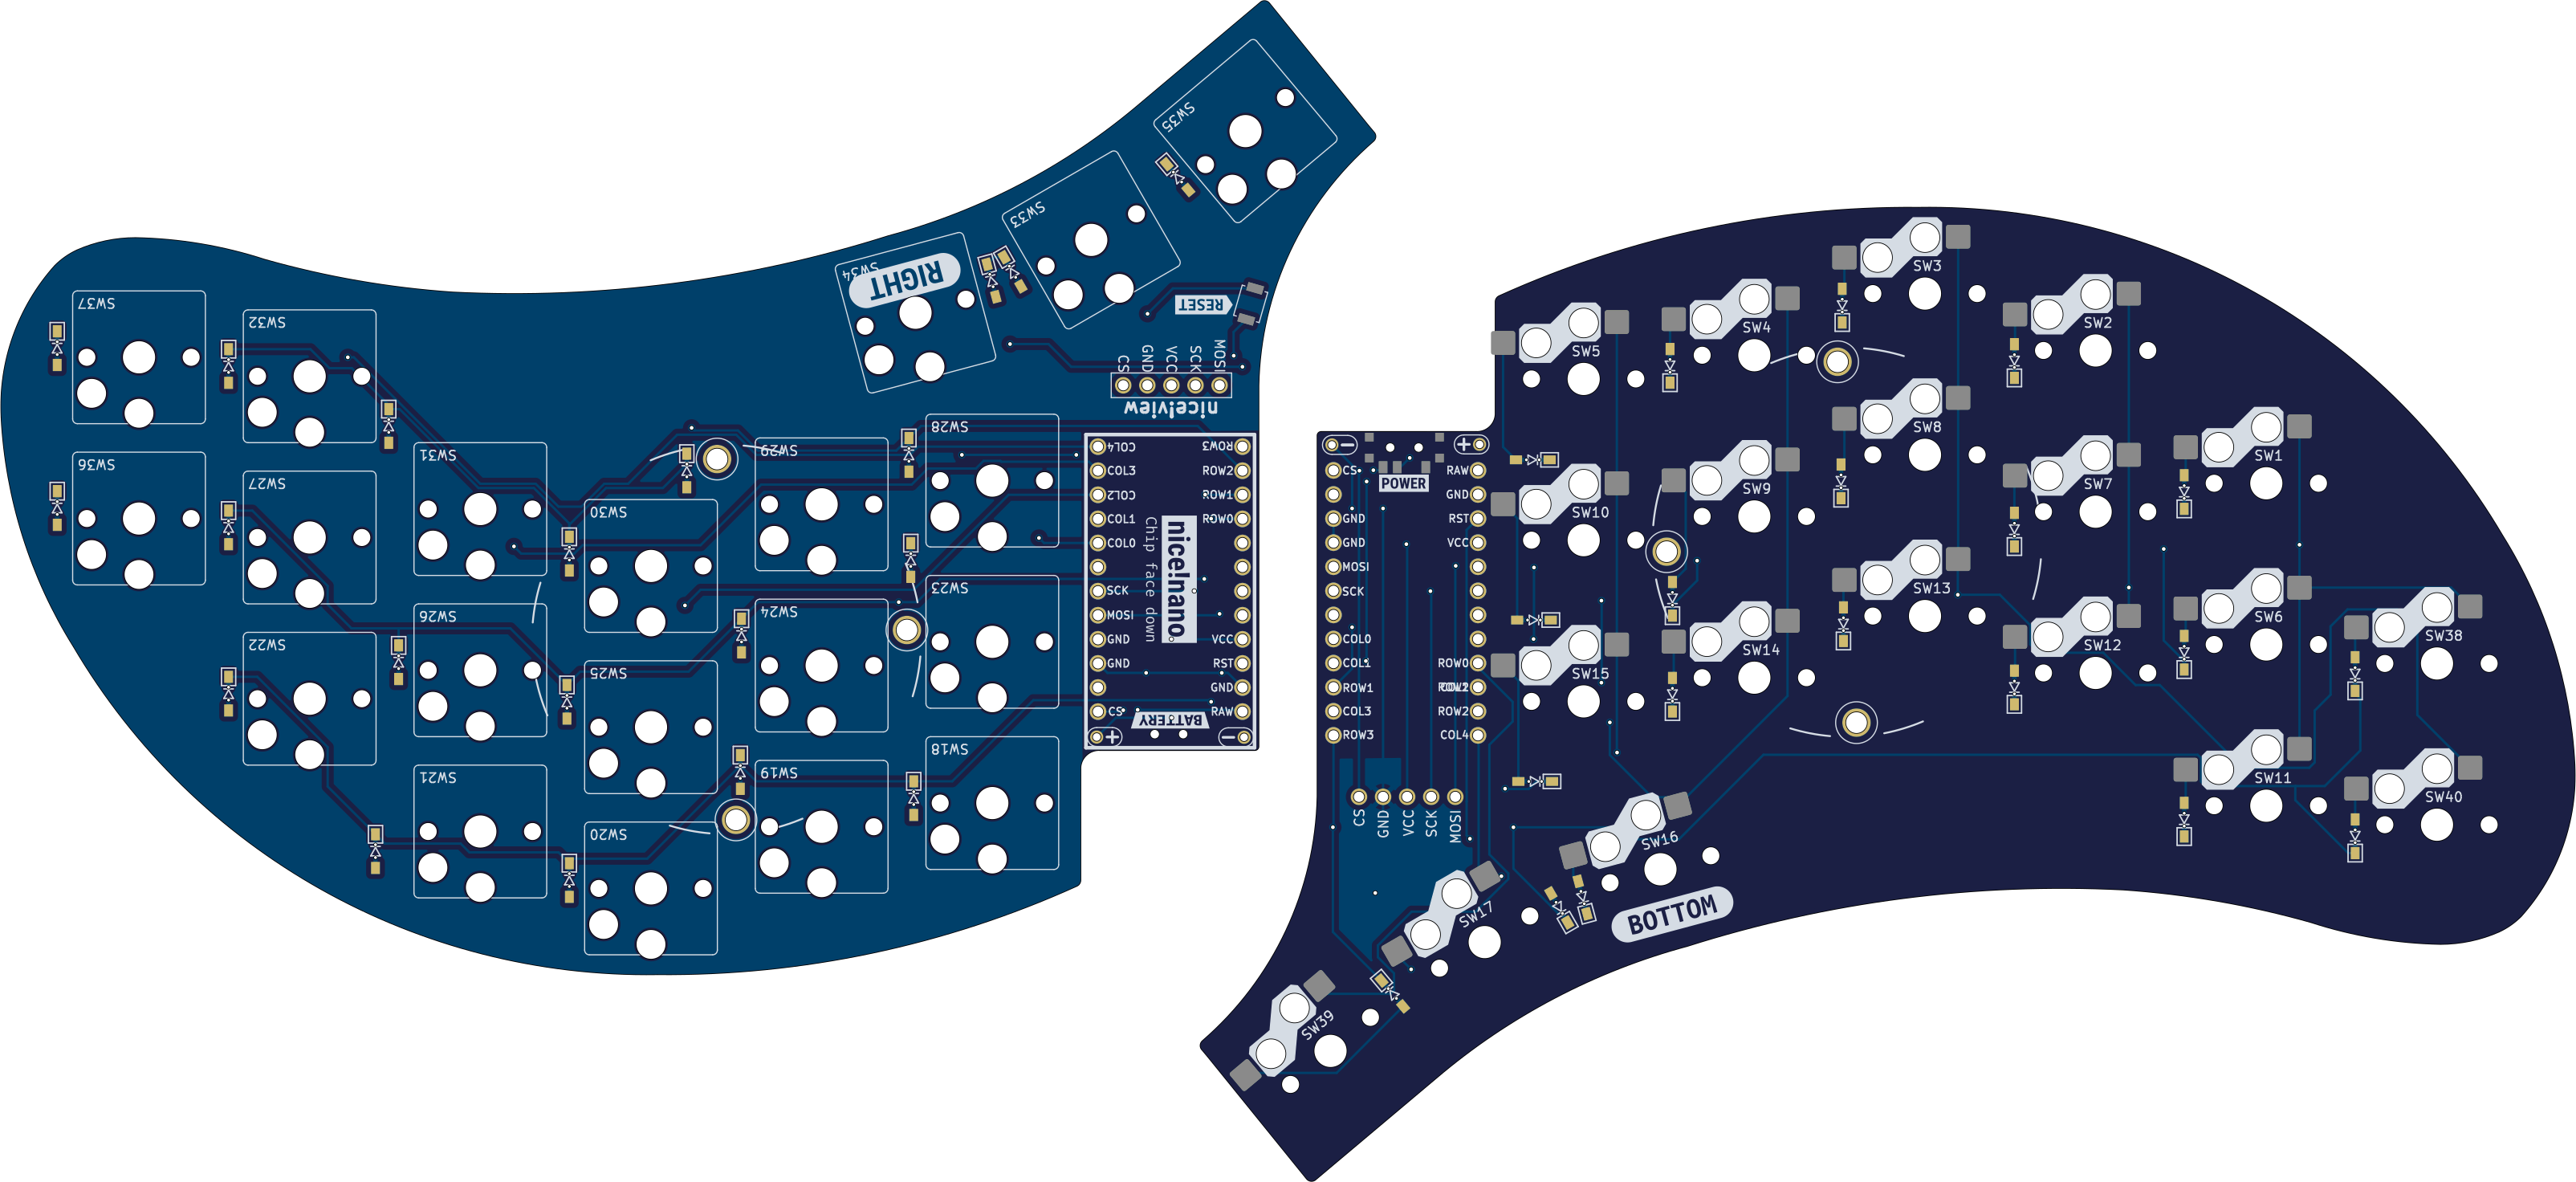 SW35
SW33
SW34
RIGHT
RESET
CS GND VCC SCK MOSI
nice!view
SW37
SW32
SW31
SW30
SW29
SW28
SW36
SW27
SW26
SW25
SW24
SW23
SW22
SW21
SW20
SW19
SW18
COL4 ROW3
COL3 ROW2
COL2 ROW1
COL1 ROW0
COL0
SCK
MOSI
GND VCC
GND RST
GND
CS RAW
nice!nano
Chip face down
BATTERY
+ −
− +
POWER
CS RAW
GND
GND RST
GND VCC
MOSI
SCK
COL0
COL1 ROW0
ROW1
COL3 ROW2
ROW3 COL4
CS GND VCC SCK MOSI
SW3
SW2
SW4
SW5
SW8
SW1
SW7
SW9
SW10
SW13
SW6
SW38
SW12
SW14
SW15
SW11
SW40
SW16
SW17
SW39
BOTTOM